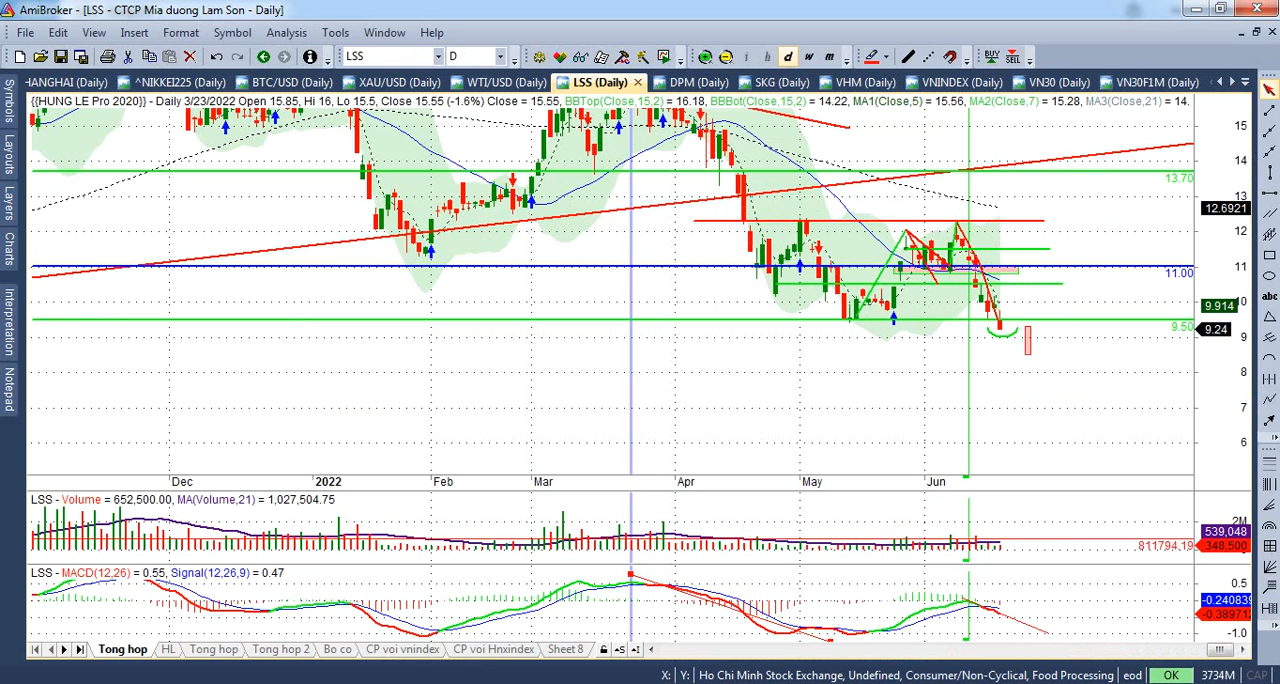 AmiBroker - [LSS - CTCP Mia duong Lam Son - Daily]
File Edit View Insert Format Symbol Analysis Tools Window Help
LSS D i h d w m BUY SELL
HANGHAI (Daily) ^NIKKEI225 (Daily) BTC/USD (Daily) XAU/USD (Daily) WTI/USD (Daily) LSS (Daily) DPM (Daily) SKG (Daily) VHM (Daily) VNINDEX (Daily) VN30 (Daily) VN30F1M (Daily)
Symbols
Layouts
Layers
Charts
Interpretation
Notepad
{{HUNG LE Pro 2020}} - Daily 3/23/2022 Open 15.85, Hi 16, Lo 15.5, Close 15.55 (-1.6%) Close = 15.55, BBTop(Close,15,2) = 16.18, BBBot(Close,15,2) = 14.22, MA1(Close,5) = 15.56, MA2(Close,7) = 15.28, MA3(Close,21) = 14.
15
14
13.70
13
12.6921
12
11
11.00
10
9.914
9.50
9.24
9
8
7
6
Dec 2022 Feb Mar Apr May Jun
LSS - Volume = 652,500.00, MA(Volume,21) = 1,027,504.75
2M
539,048
811794.19
348,500
LSS - MACD(12,26) = 0.55, Signal(12,26,9) = 0.47
0.5
-0.240839
-0.389712
-1.0
Tong hop HL Tong hop Tong hop 2 Bo co CP voi vnindex CP voi Hnxindex Sheet 8
X: Y: Ho Chi Minh Stock Exchange, Undefined, Consumer/Non-Cyclical, Food Processing eod OK 3734M CAP
abc